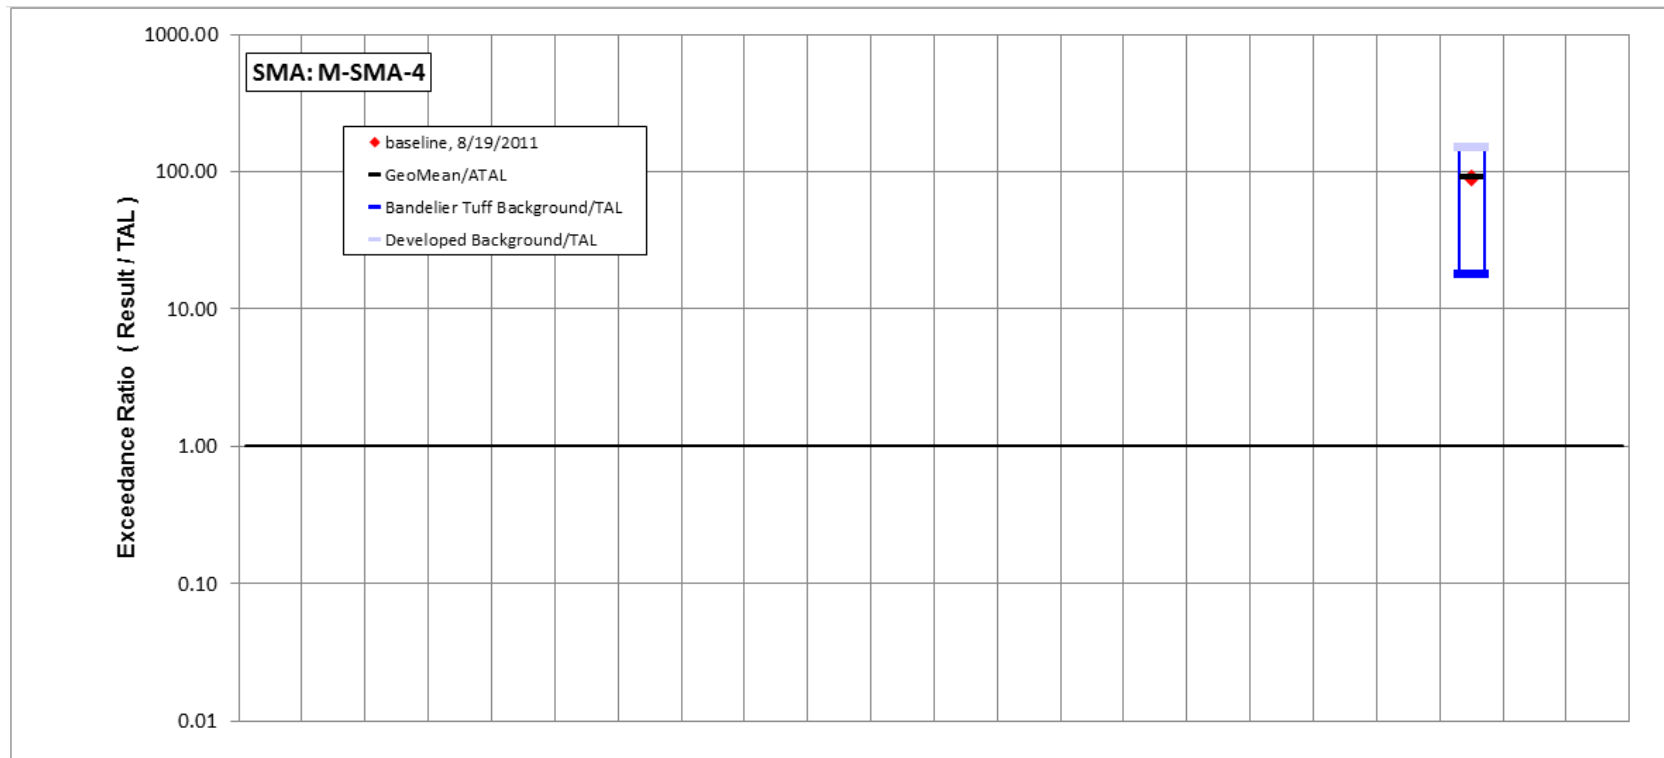 1000.00
SMA: M-SMA-4
baseline, 8/19/2011
100.00
GeoMean/ATAL
Bandelier Tuff Background/TAL
Developed Background/TAL
10.00
Exceedance Ratio ( Result / TAL )
1.00
0.10
0.01